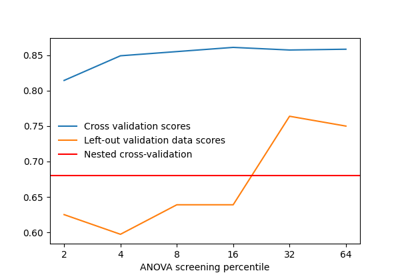 0.85
0.80
0.75
0.70
0.65
0.60
Cross validation scores
Left-out validation data scores
Nested cross-validation
2 4 8 16 32 64
ANOVA screening percentile